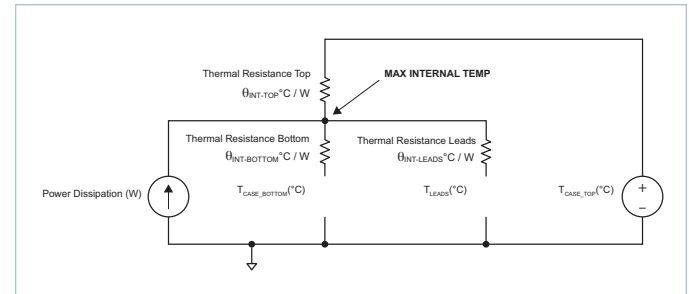 Thermal Resistance Top
θINT-TOP°C / W
MAX INTERNAL TEMP
Thermal Resistance Bottom
θINT-BOTTOM°C / W
Thermal Resistance Leads
θINT-LEADS°C / W
Power Dissipation (W)
TCASE_BOTTOM(°C)
TLEADS(°C)
TCASE_TOP(°C)
+
–